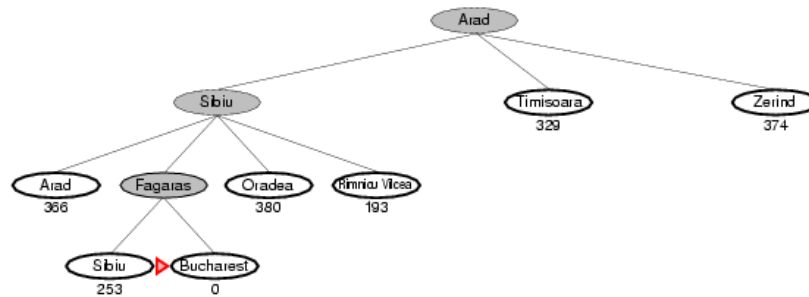 Arad
Sibiu
Timisoara
Zerind
329
374
Arad
Fagaras
Oradea
Rimnicu Vilcea
366
380
193
Sibiu
Bucharest
253
0